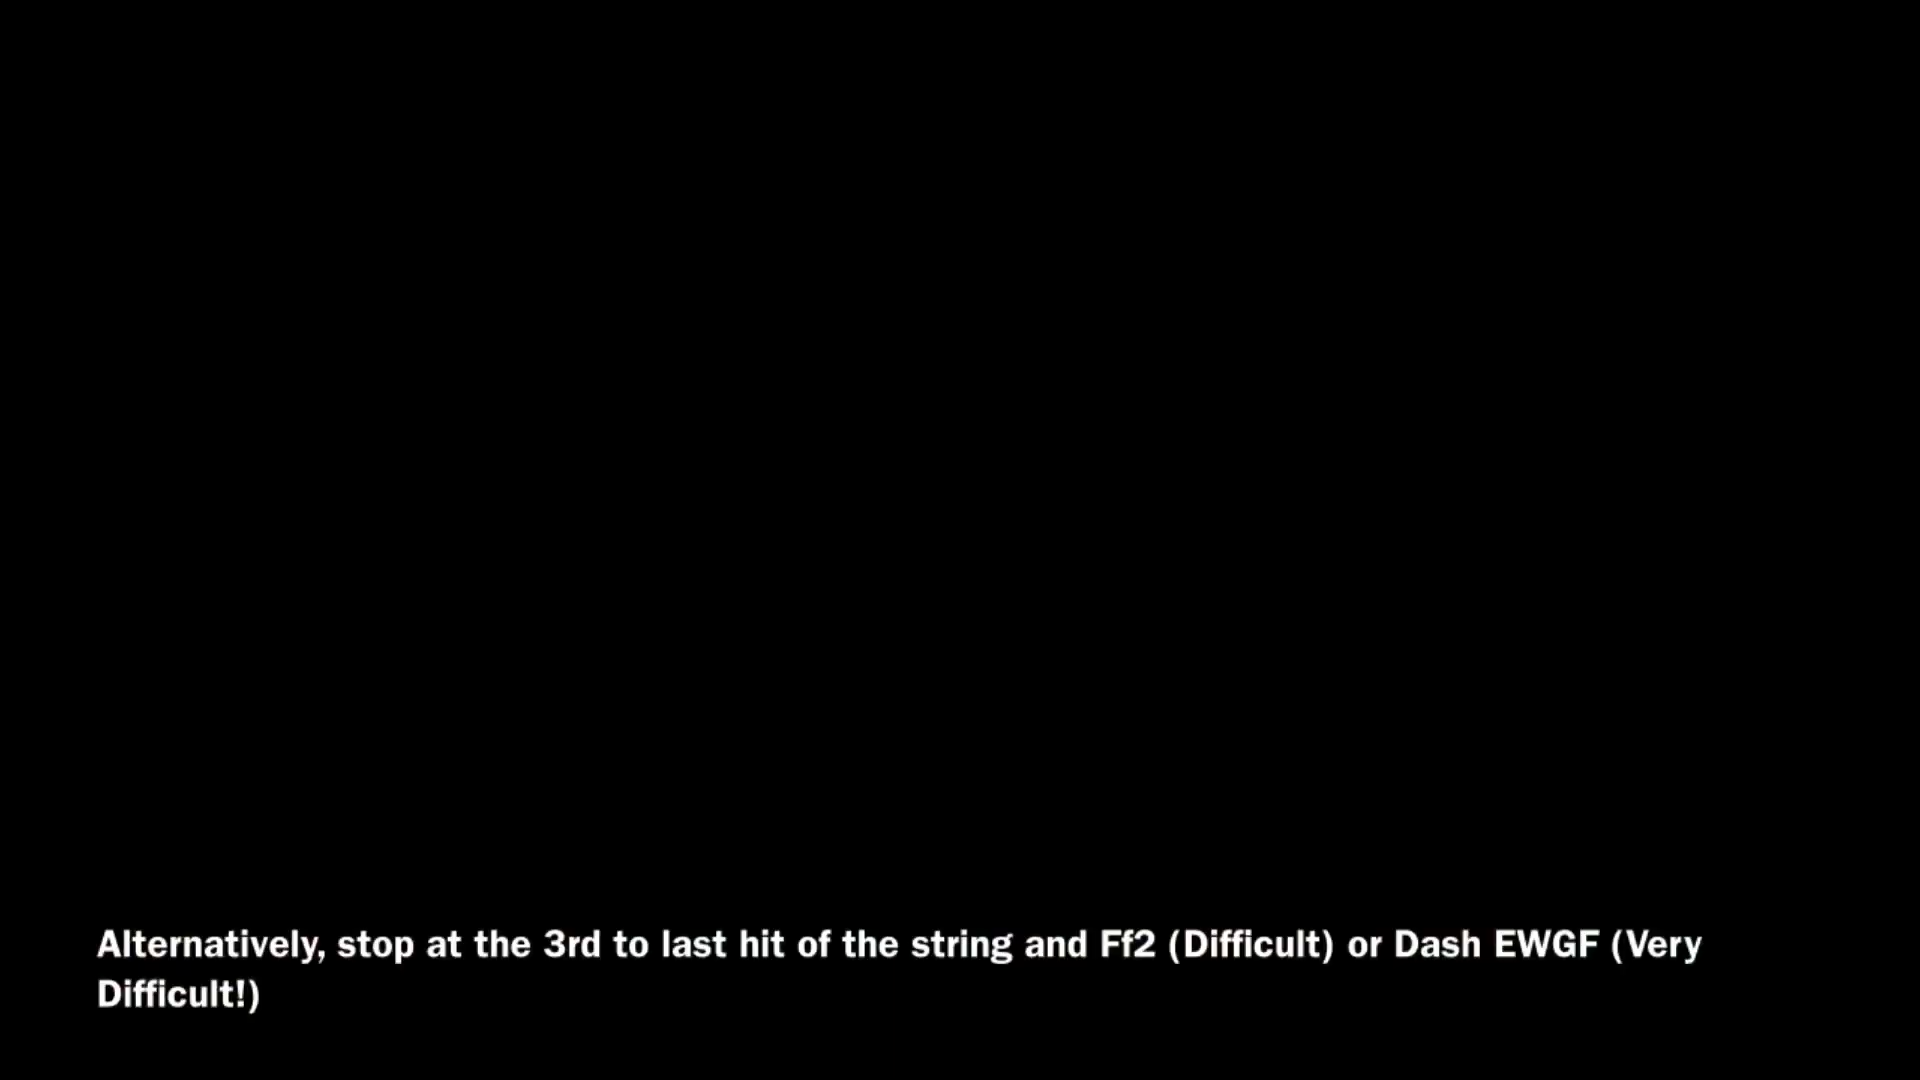 Alternatively, stop at the 3rd to last hit of the string and Ff2 (Difficult) or Dash EWGF (Very
Difficult!)